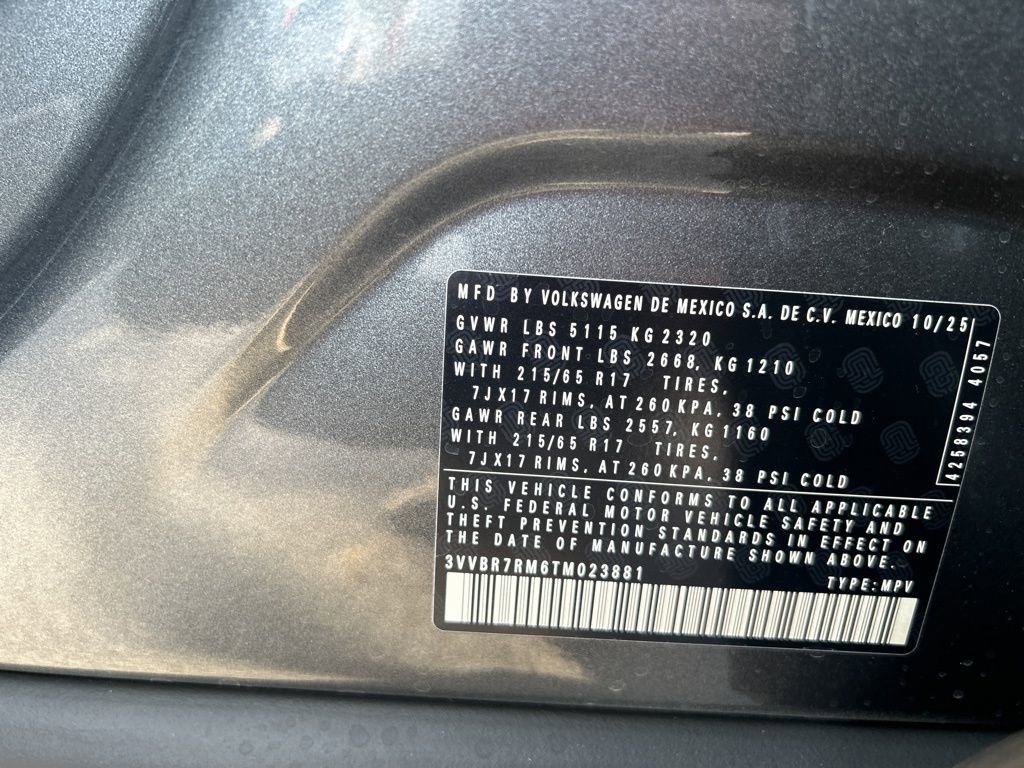 MFD BY VOLKSWAGEN DE MEXICO S.A. DE C.V. MEXICO 10/25
GVWR LBS 5115 KG 2320
GAWR FRONT LBS 2668, KG 1210
WITH 215/65 R17 TIRES,
7JX17 RIMS, AT 260 KPA, 38 PSI COLD
GAWR REAR LBS 2557, KG 1160
WITH 215/65 R17 TIRES,
7JX17 RIMS, AT 260 KPA, 38 PSI COLD
4258394 4057
THIS VEHICLE CONFORMS TO ALL APPLICABLE
U.S. FEDERAL MOTOR VEHICLE SAFETY AND
THEFT PREVENTION STANDARDS IN EFFECT ON
THE DATE OF MANUFACTURE SHOWN ABOVE.
3VVBR7RM6TM023881
TYPE:MPV